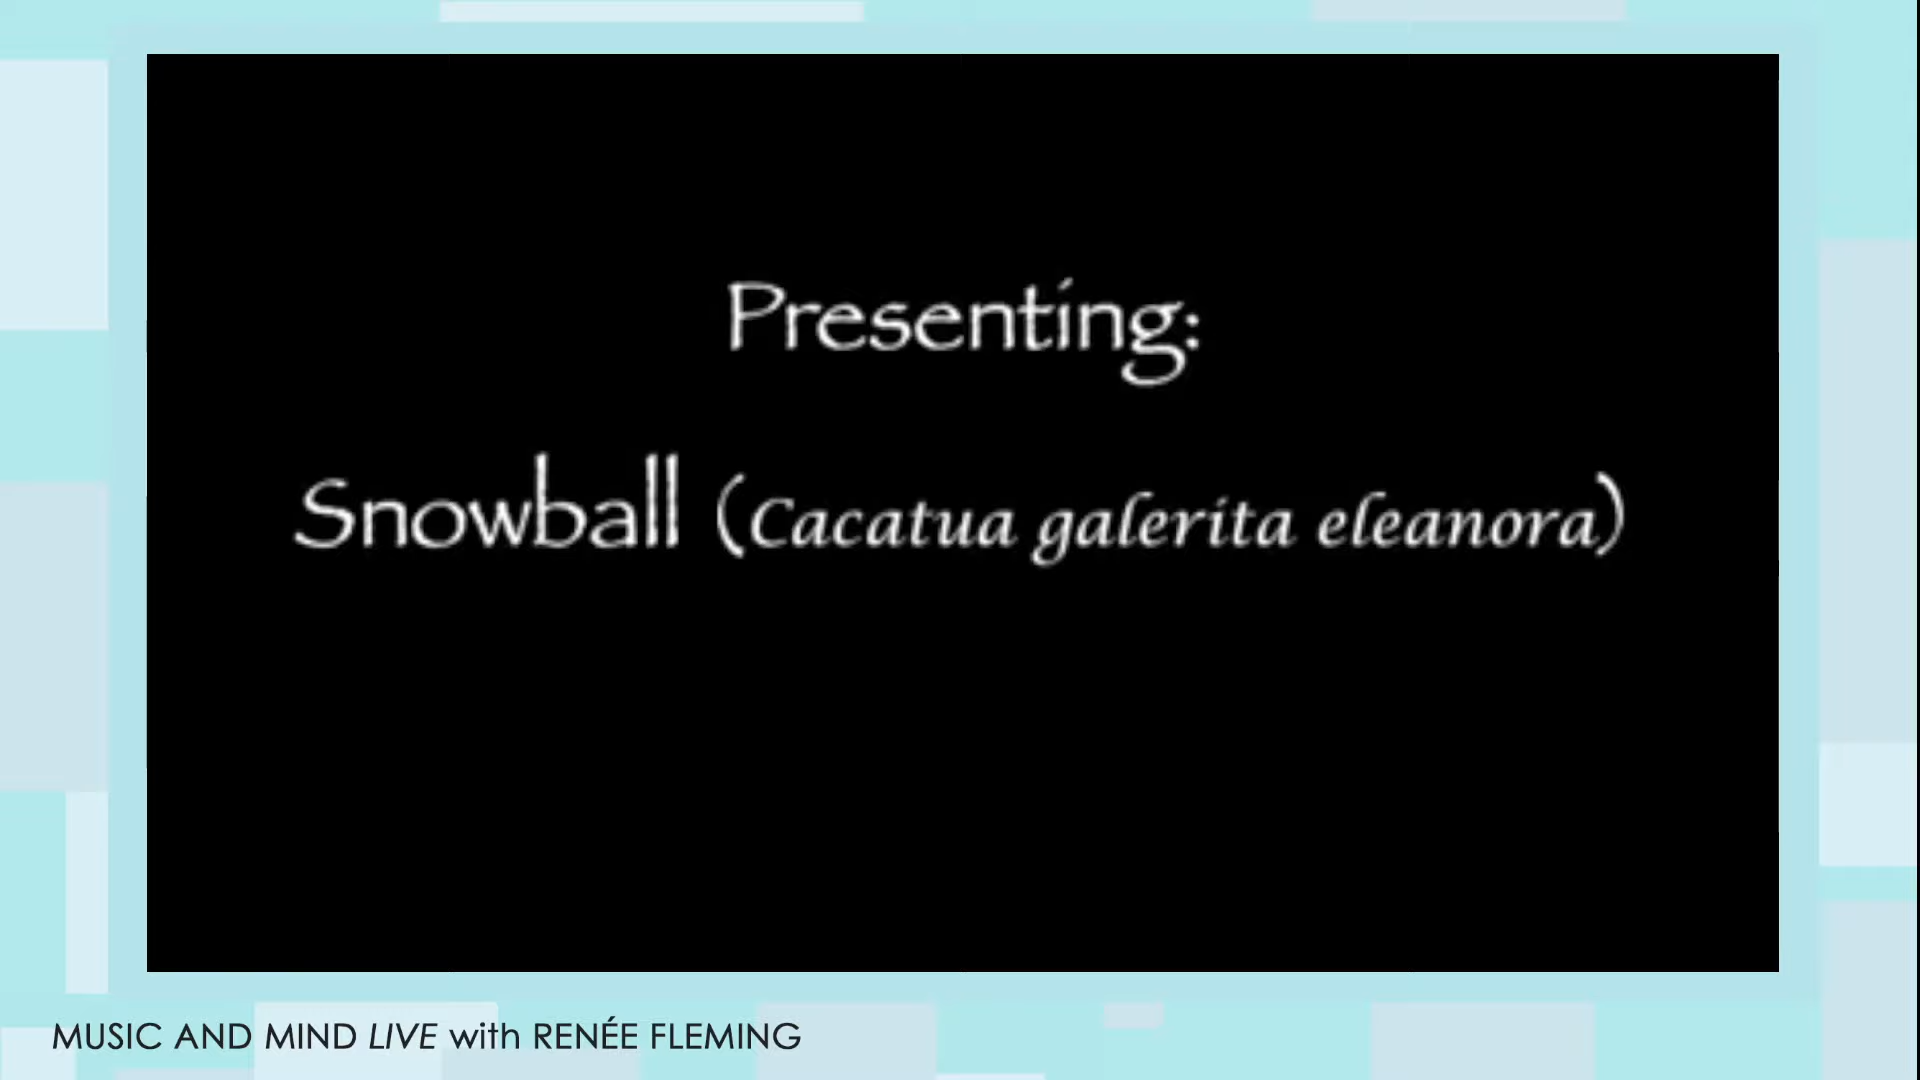 Presenting:
Snowball (Cacatua galerita eleanora)
MUSIC AND MIND LIVE with RENÉE FLEMING